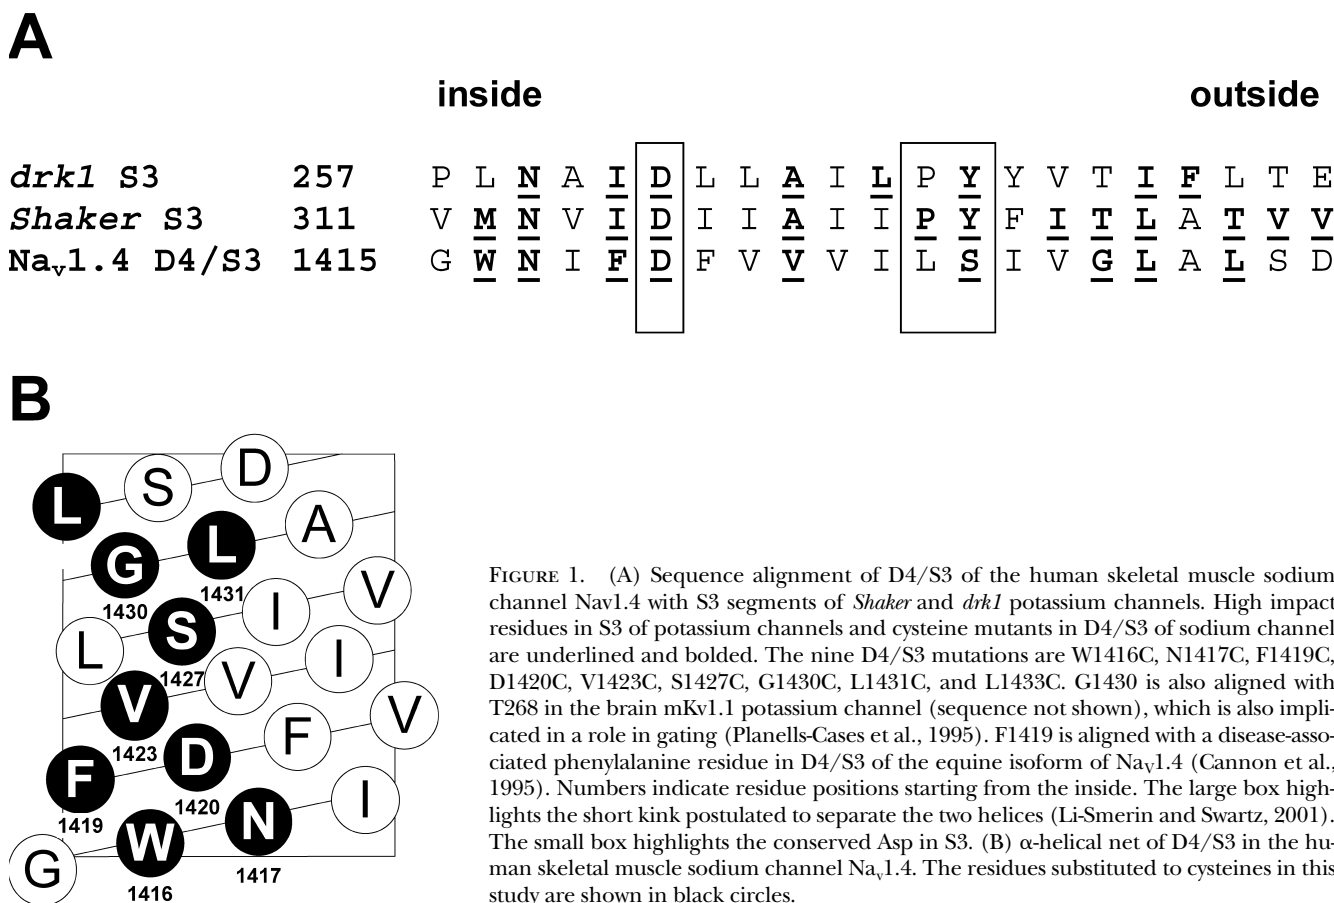 A
inside outside
drk1 S3 257 P L N A I D L L A I L P Y Y V T I F L T E
Shaker S3 311 V M N V I D I I A I I P Y F I T L A T V V
Nav1.4 D4/S3 1415 G W N I F D F V V V I L S I V G L A L S D
B
L S D
G L A
1430 1431
L S I V
1427
V V I
1423
F D F V
1419 1420
G W N I
1416 1417
FIGURE 1. (A) Sequence alignment of D4/S3 of the human skeletal muscle sodium
channel Nav1.4 with S3 segments of Shaker and drk1 potassium channels. High impact
residues in S3 of potassium channels and cysteine mutants in D4/S3 of sodium channel
are underlined and bolded. The nine D4/S3 mutations are W1416C, N1417C, F1419C,
D1420C, V1423C, S1427C, G1430C, L1431C, and L1433C. G1430 is also aligned with
T268 in the brain mKv1.1 potassium channel (sequence not shown), which is also impli-
cated in a role in gating (Planells-Cases et al., 1995). F1419 is aligned with a disease-asso-
ciated phenylalanine residue in D4/S3 of the equine isoform of NaV1.4 (Cannon et al.,
1995). Numbers indicate residue positions starting from the inside. The large box high-
lights the short kink postulated to separate the two helices (Li-Smerin and Swartz, 2001).
The small box highlights the conserved Asp in S3. (B) α-helical net of D4/S3 in the hu-
man skeletal muscle sodium channel Nav1.4. The residues substituted to cysteines in this
study are shown in black circles.